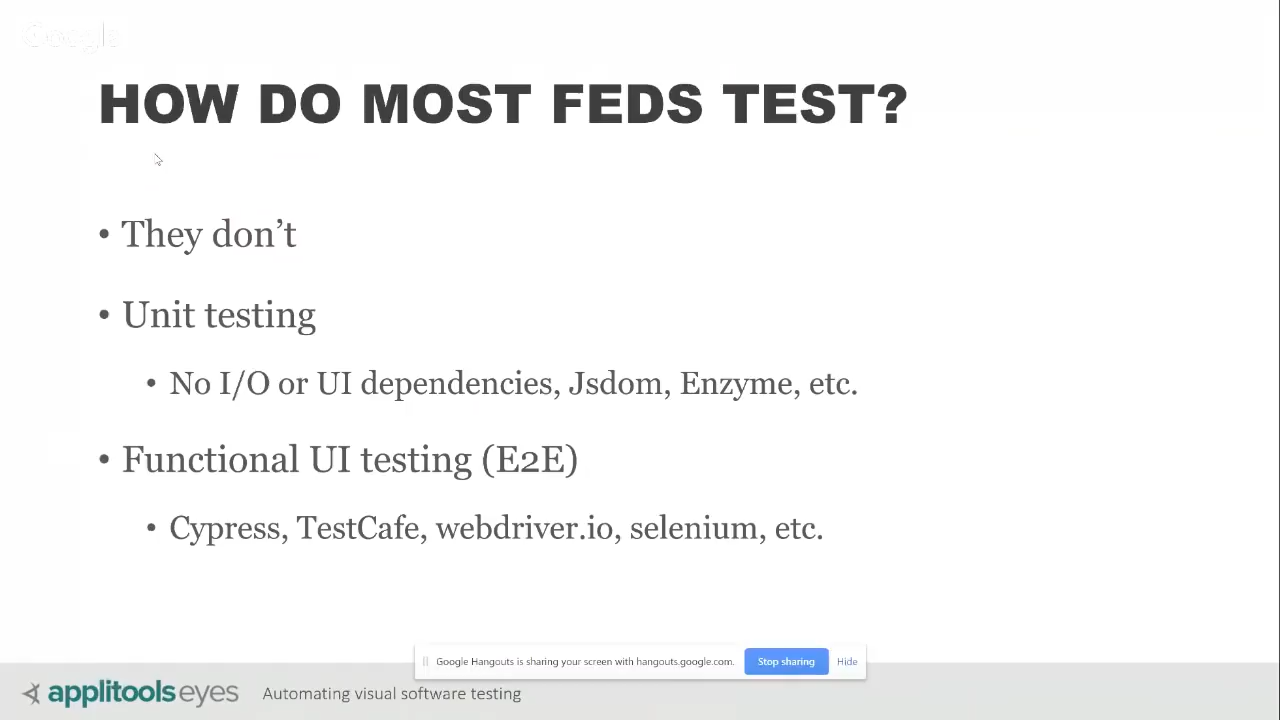 Google
HOW DO MOST FEDS TEST?
• They don’t
• Unit testing
• No I/O or UI dependencies, Jsdom, Enzyme, etc.
• Functional UI testing (E2E)
• Cypress, TestCafe, webdriver.io, selenium, etc.
Google Hangouts is sharing your screen with hangouts.google.com.
Stop sharing
Hide
applitools eyes
Automating visual software testing